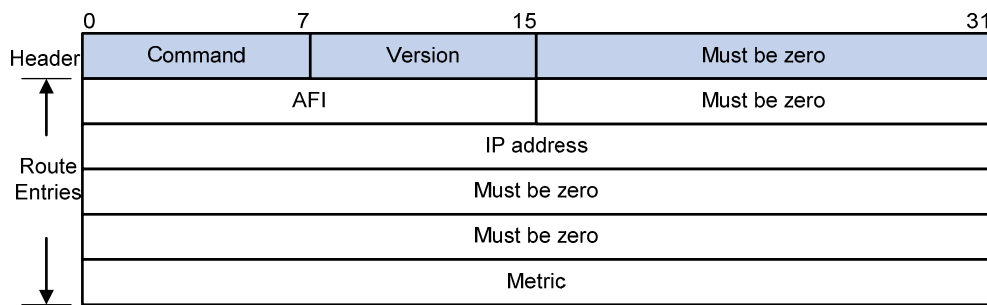 0 7 15 31
Header Command Version Must be zero
AFI Must be zero
IP address
Route
Entries
Must be zero
Must be zero
Metric